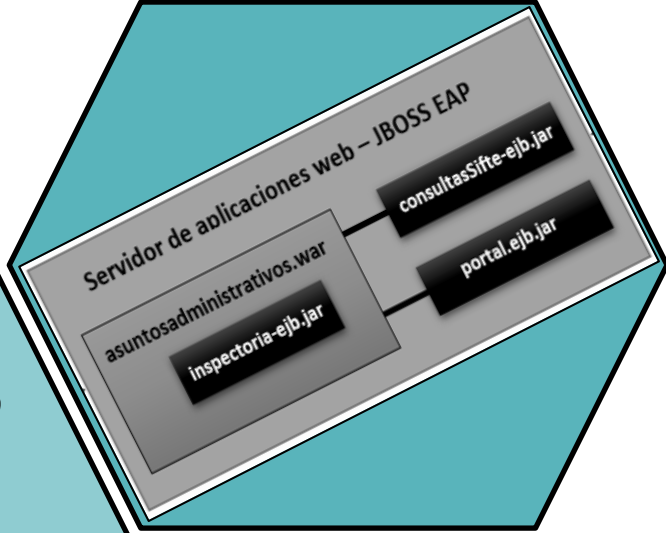 Servidor de aplicaciones web – JBOSS EAP
asuntosadministrativos.war
inspectoria-ejb.jar
consultasSifte-ejb.jar
portal.ejb.jar